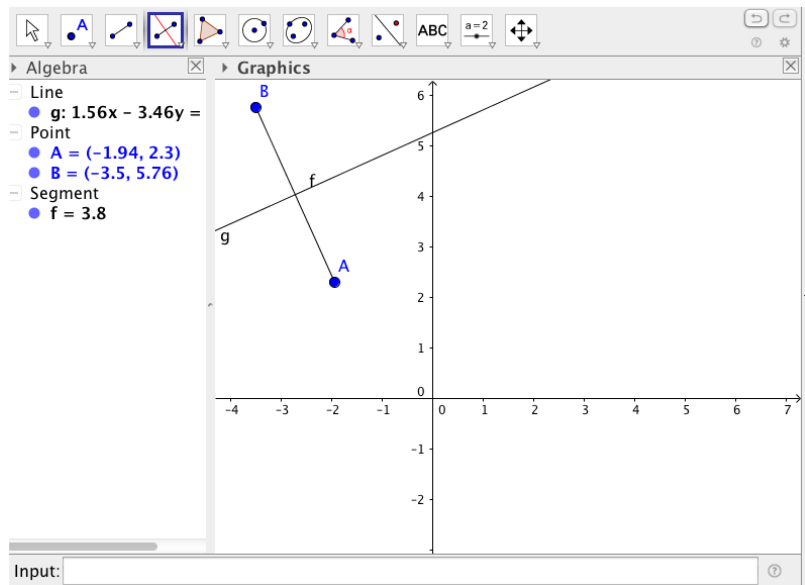 A
ABC
a=2
Algebra
Graphics
Line
g: 1.56x – 3.46y =
Point
A = (-1.94, 2.3)
B = (-3.5, 5.76)
Segment
f = 3.8
B
f
g
A
6
5
4
3
2
1
0
-4 -3 -2 -1 0 1 2 3 4 5 6 7
-1
-2
Input: